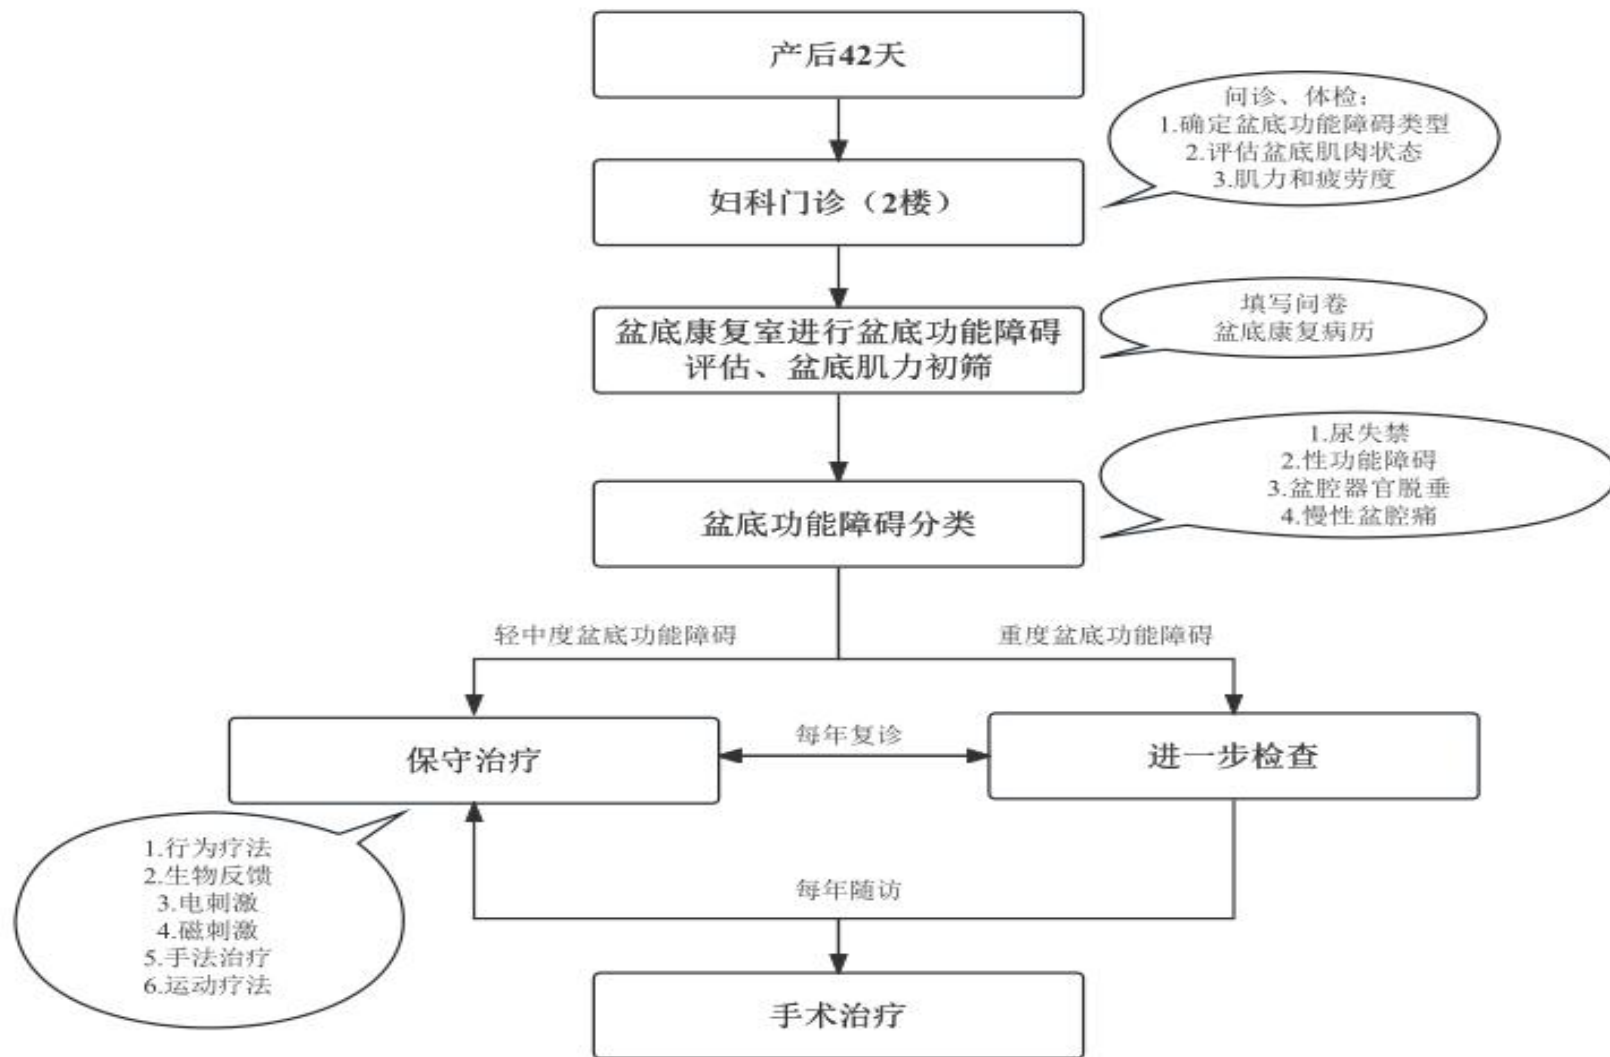 产后42天
问诊、体检：
1.确定盆底功能障碍类型
2.评估盆底肌肉状态
3.肌力和疲劳度
妇科门诊（2楼）
填写问卷
盆底康复病历
盆底康复室进行盆底功能障碍
评估、盆底肌力初筛
1.尿失禁
2.性功能障碍
3.盆腔器官脱垂
4.慢性盆腔痛
盆底功能障碍分类
轻中度盆底功能障碍
重度盆底功能障碍
保守治疗
每年复诊
进一步检查
1.行为疗法
2.生物反馈
3.电刺激
4.磁刺激
5.手法治疗
6.运动疗法
每年随访
手术治疗